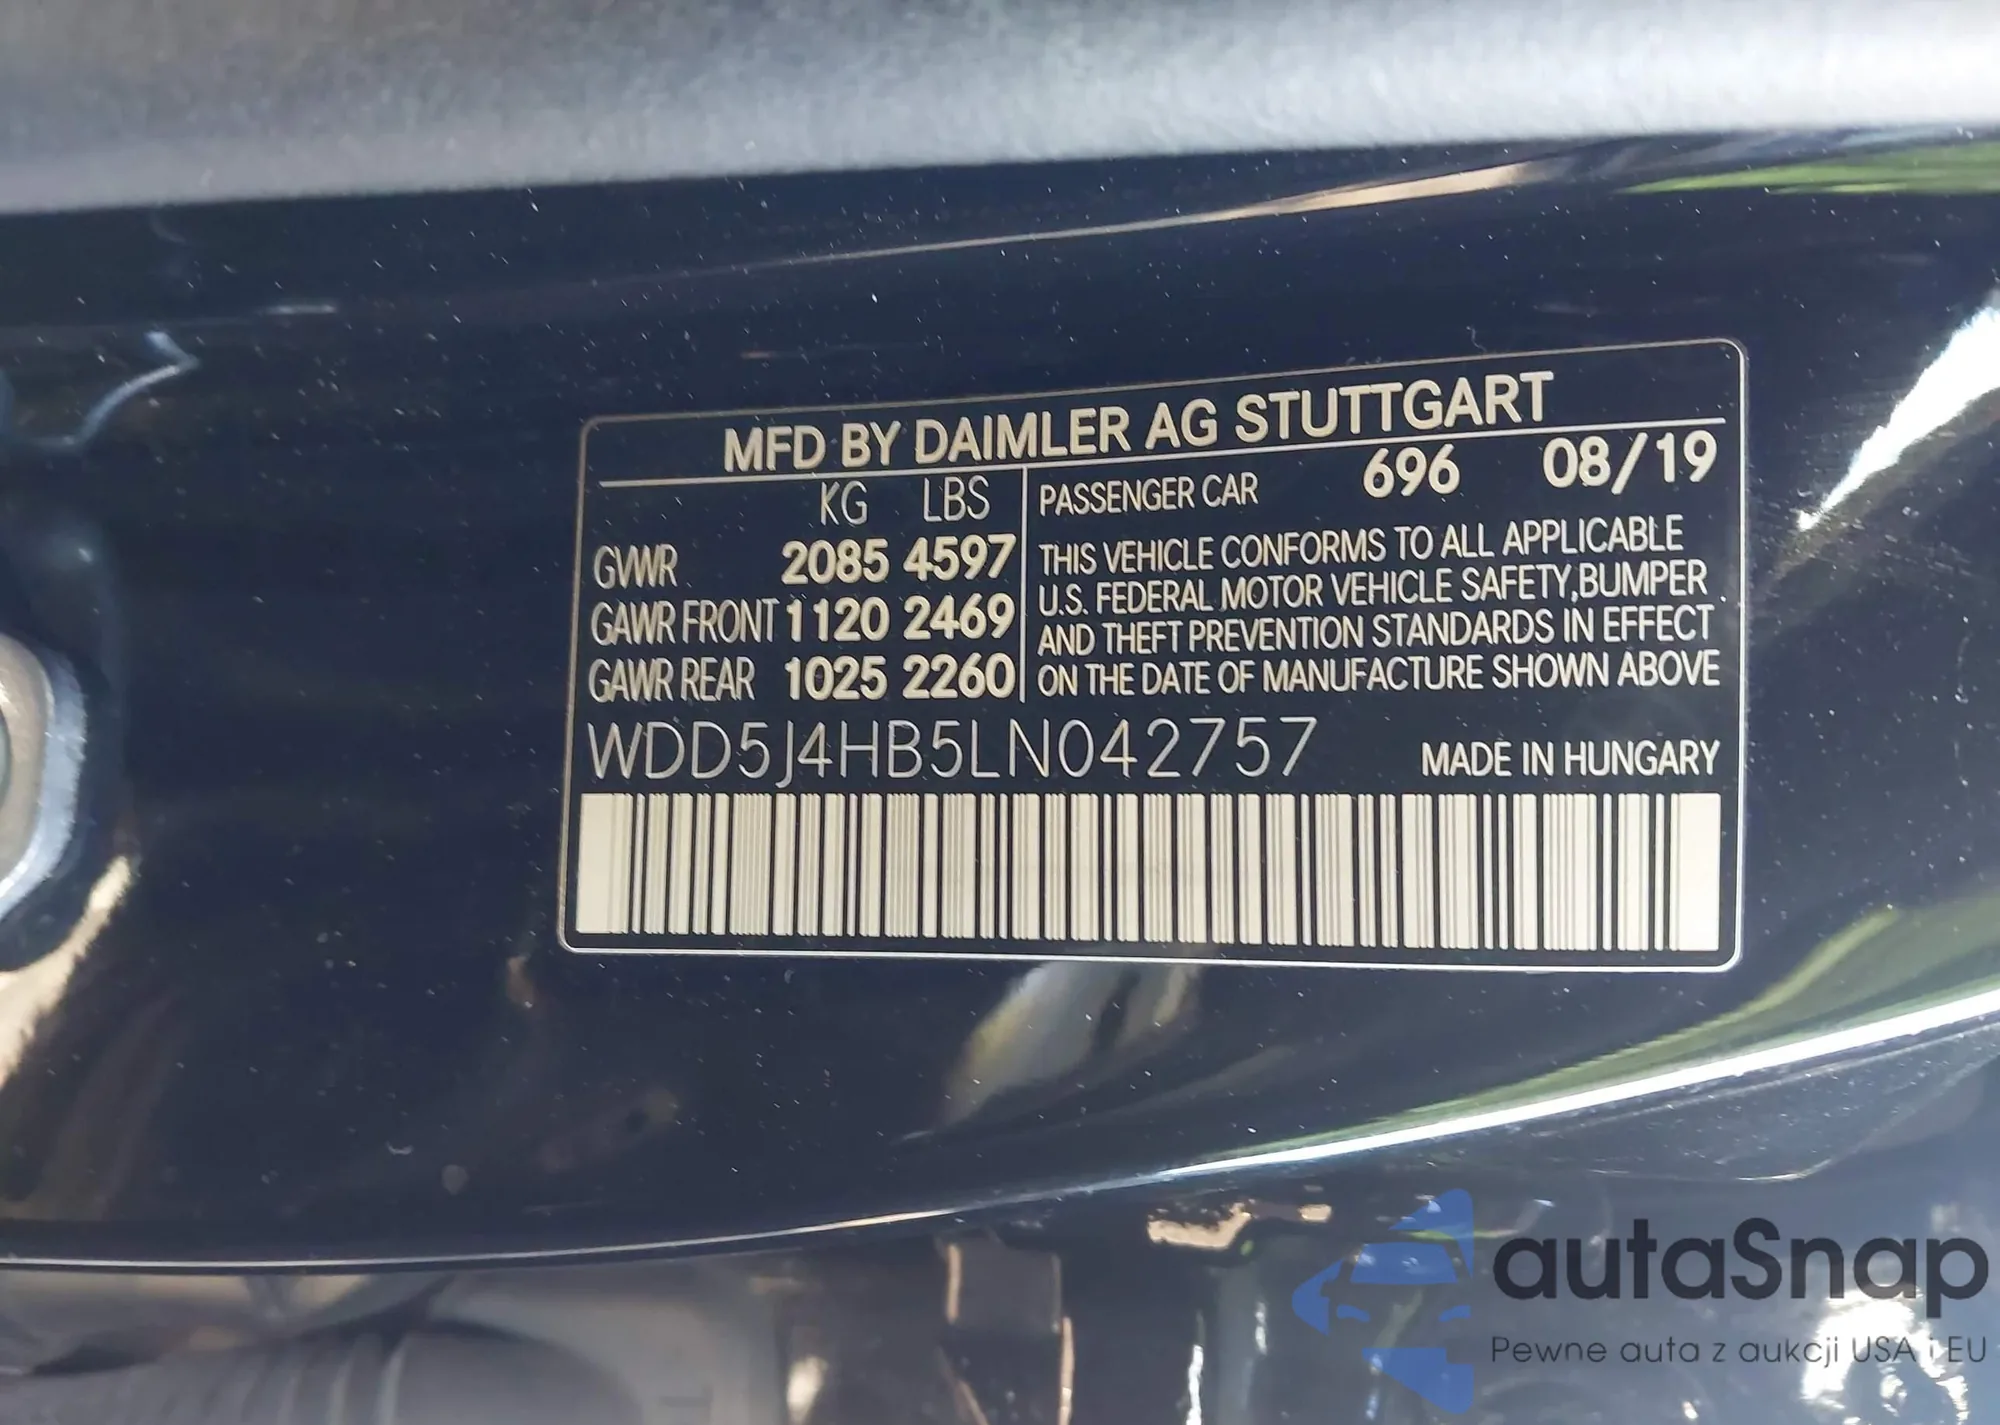 MFD BY DAIMLER AG STUTTGART
KG LBS
GVWR 2085 4597
GAWR FRONT 1120 2469
GAWR REAR 1025 2260
PASSENGER CAR 696 08/19
THIS VEHICLE CONFORMS TO ALL APPLICABLE
U.S. FEDERAL MOTOR VEHICLE SAFETY,BUMPER
AND THEFT PREVENTION STANDARDS IN EFFECT
ON THE DATE OF MANUFACTURE SHOWN ABOVE
WDD5J4HB5LN042757 MADE IN HUNGARY
autaSnap
Pewne auta z aukcji USA i EU